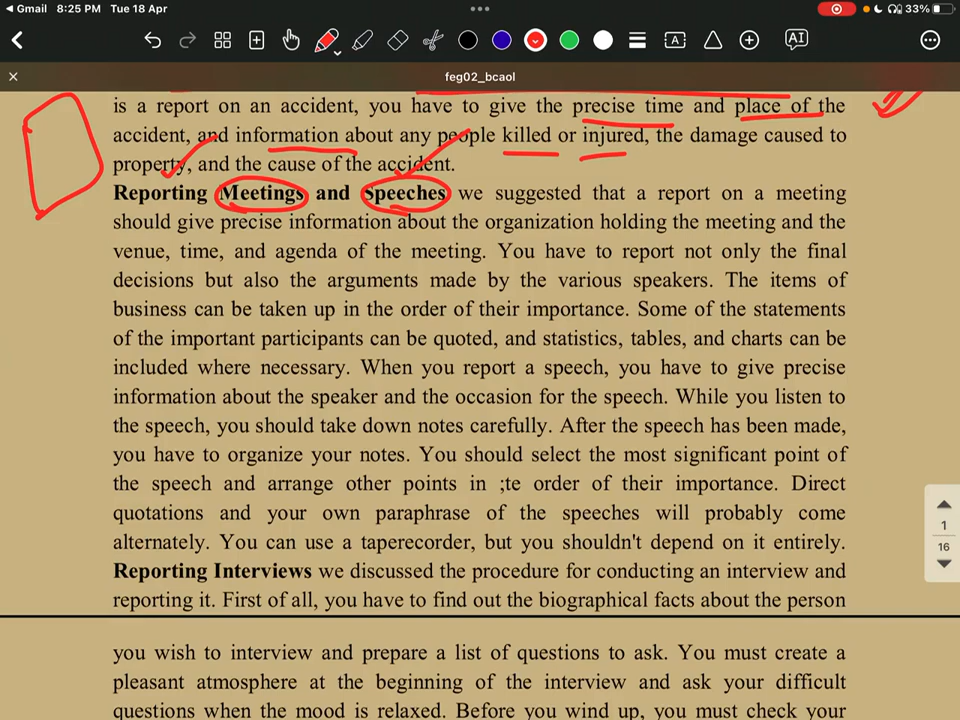 Gmail 8:25 PM Tue 18 Apr 33%
A AI
feg02_bcaol
is a report on an accident, you have to give the precise time and place of the
accident, and information about any people killed or injured, the damage caused to
property, and the cause of the accident.
Reporting Meetings and Speeches we suggested that a report on a meeting
should give precise information about the organization holding the meeting and the
venue, time, and agenda of the meeting. You have to report not only the final
decisions but also the arguments made by the various speakers. The items of
business can be taken up in the order of their importance. Some of the statements
of the important participants can be quoted, and statistics, tables, and charts can be
included where necessary. When you report a speech, you have to give precise
information about the speaker and the occasion for the speech. While you listen to
the speech, you should take down notes carefully. After the speech has been made,
you have to organize your notes. You should select the most significant point of
the speech and arrange other points in ;te order of their importance. Direct
quotations and your own paraphrase of the speeches will probably come
alternately. You can use a taperecorder, but you shouldn't depend on it entirely.
Reporting Interviews we discussed the procedure for conducting an interview and
reporting it. First of all, you have to find out the biographical facts about the person
1
16
you wish to interview and prepare a list of questions to ask. You must create a
pleasant atmosphere at the beginning of the interview and ask your difficult
questions when the mood is relaxed. Before you wind up, you must check your